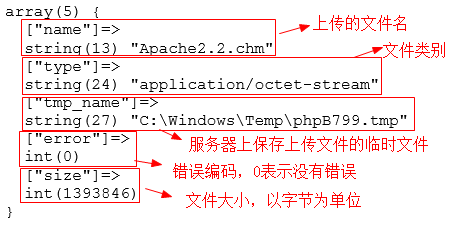 array(5) {
["name"]=>
上传的文件名
string(13) "Apache2.2.chm"
文件类别
["type"]=>
string(24) "application/octet-stream"
["tmp_name"]=>
string(27) "C:\Windows\Temp\phpB799.tmp"
["error"]=>
服务器上保存上传文件的临时文件
int(0)
错误编码，0表示没有错误
["size"]=>
int(1393846)
文件大小，以字节为单位
}